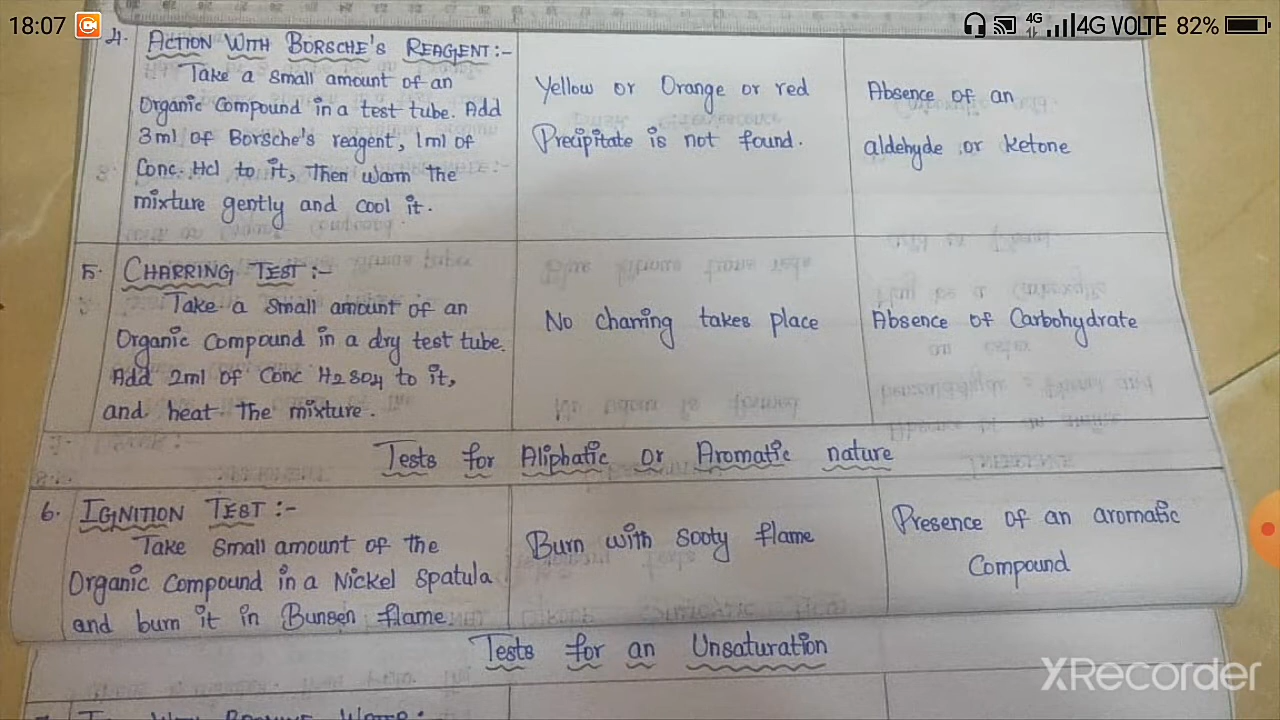 18:07
4G
4G VOLTE 82%
4. ACTION WITH BORSCHE'S REAGENT:-
Take a small amount of an
Organic Compound in a test tube. Add
3ml of Borsche's reagent, 1ml of
Conc. Hcl to it, Then warm the
mixture gently and cool it.
Yellow or Orange or red
Precipitate is not found.
Absence of an
aldehyde or ketone
5. CHARRING TEST:-
Take a small amount of an
Organic Compound in a dry test tube.
Add 2ml of Conc H2SO4 to it,
and heat the mixture.
No charring takes place
Absence of Carbohydrate
Tests for Aliphatic or Aromatic nature
6. IGNITION TEST:-
Take small amount of the
Organic Compound in a Nickel Spatula
and burn it in Bunsen flame
Burn with Sooty flame
Presence of an aromatic
Compound
Tests for an Unsaturation
XRecorder